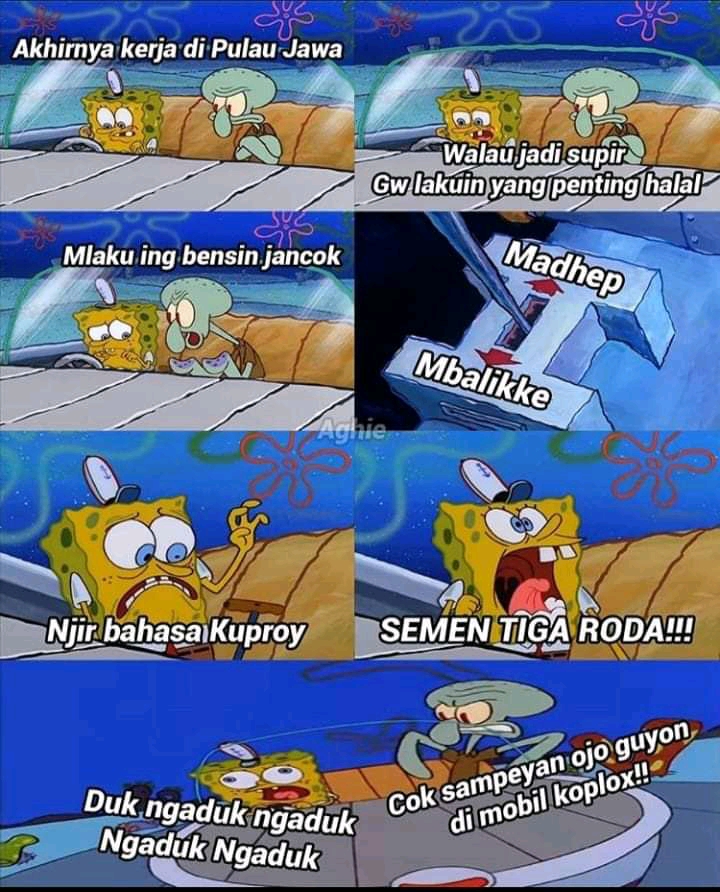 Akhirnya kerja di Pulau Jawa
Walau jadi supir
Gw lakuin yang penting halal
Mlaku ing bensin jancok
Madhep
Mbalikke
Aghie
Njir bahasa Kuproy
SEMEN TIGA RODA!!!
Duk ngaduk ngaduk
Ngaduk Ngaduk
Cok sampeyan ojo guyon
di mobil koplox!!